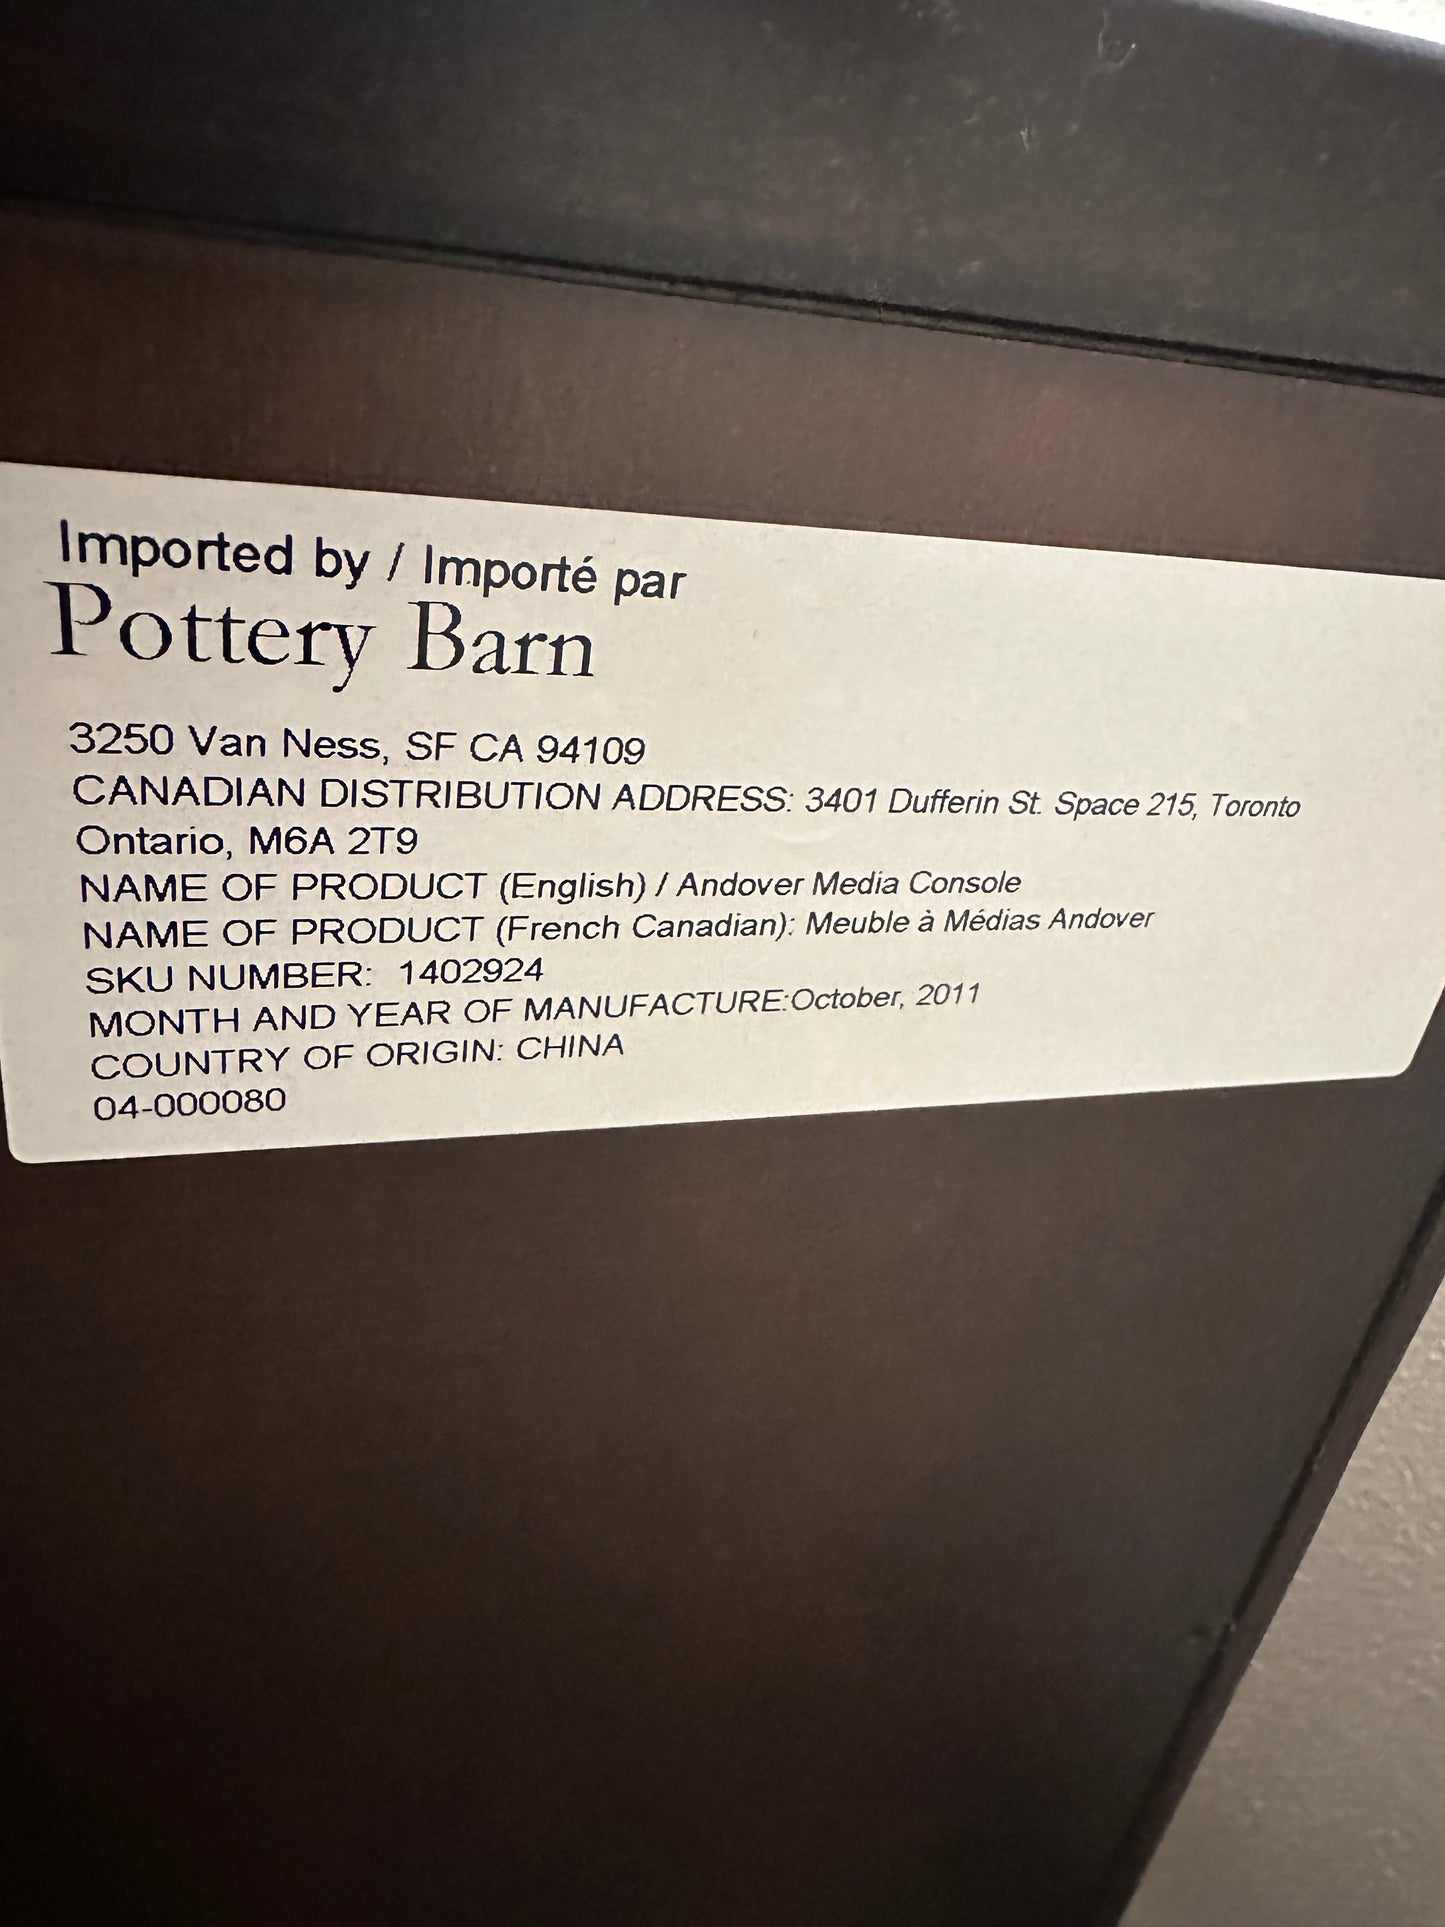 Imported by / Importé par
Pottery Barn
3250 Van Ness, SF CA 94109
CANADIAN DISTRIBUTION ADDRESS: 3401 Dufferin St. Space 215, Toronto
Ontario, M6A 2T9
NAME OF PRODUCT (English) / Andover Media Console
NAME OF PRODUCT (French Canadian): Meuble à Médias Andover
SKU NUMBER: 1402924
MONTH AND YEAR OF MANUFACTURE:October, 2011
COUNTRY OF ORIGIN: CHINA
04-000080